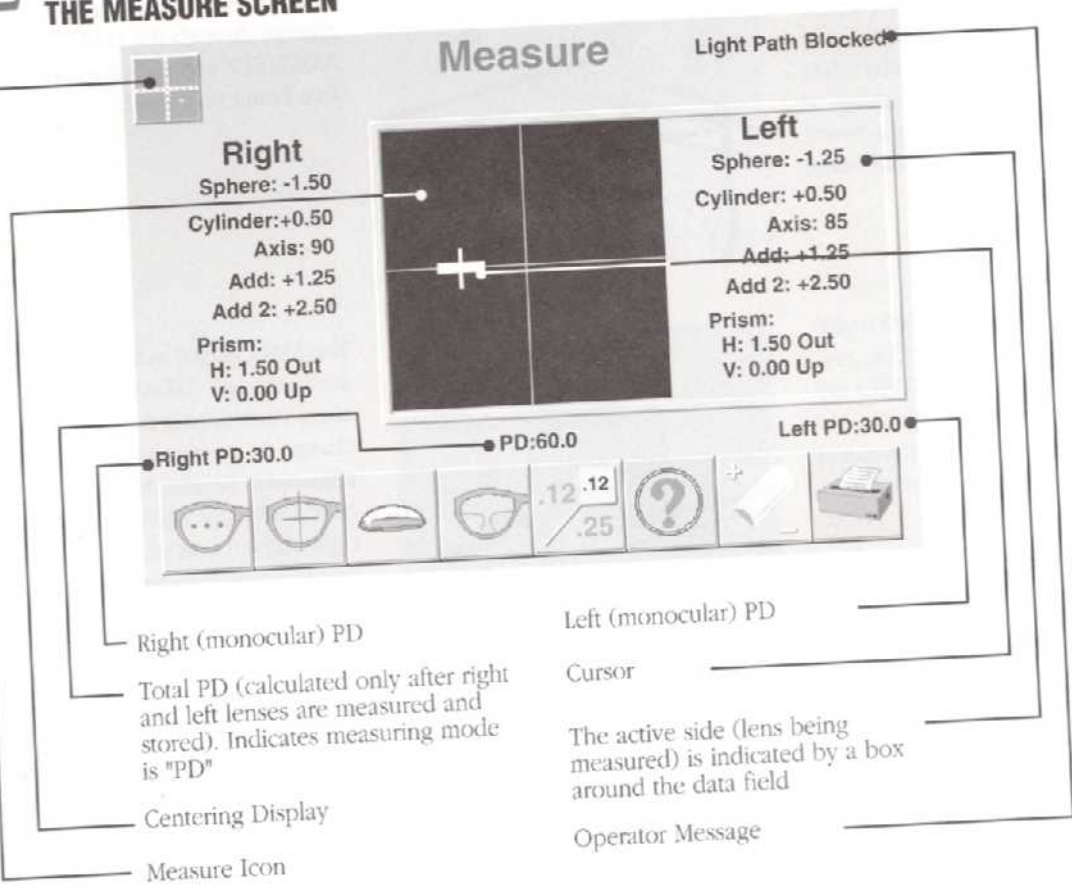 THE MEASURE SCREEN
Measure
Light Path Blocked
Right
Sphere: -1.50
Cylinder:+0.50
Axis: 90
Add: +1.25
Add 2: +2.50
Prism:
H: 1.50 Out
V: 0.00 Up
Left
Sphere: -1.25
Cylinder: +0.50
Axis: 85
Add: +1.25
Add 2: +2.50
Prism:
H: 1.50 Out
V: 0.00 Up
Right PD:30.0
PD:60.0
Left PD:30.0
.12 .12
.25
?
+
-
Right (monocular) PD
Total PD (calculated only after right
and left lenses are measured and
stored). Indicates measuring mode
is "PD"
Centering Display
Measure Icon
Left (monocular) PD
Cursor
The active side (lens being
measured) is indicated by a box
around the data field
Operator Message